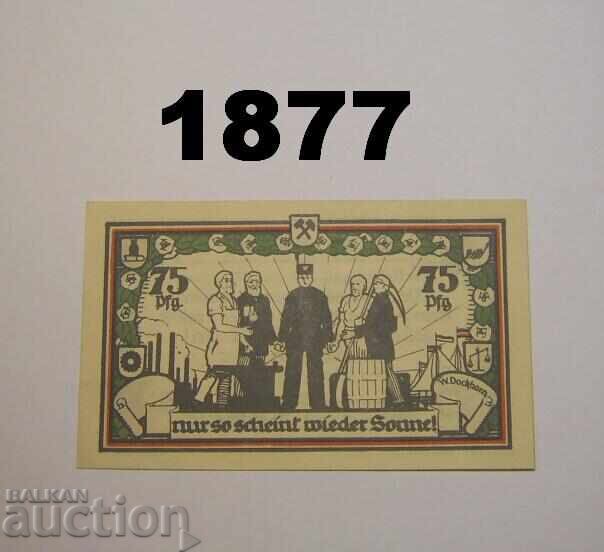 1877
75 75
Pfg. Pfg.
W. Dockhorn
nur so scheint wieder Sonne!
BALKAN
auction